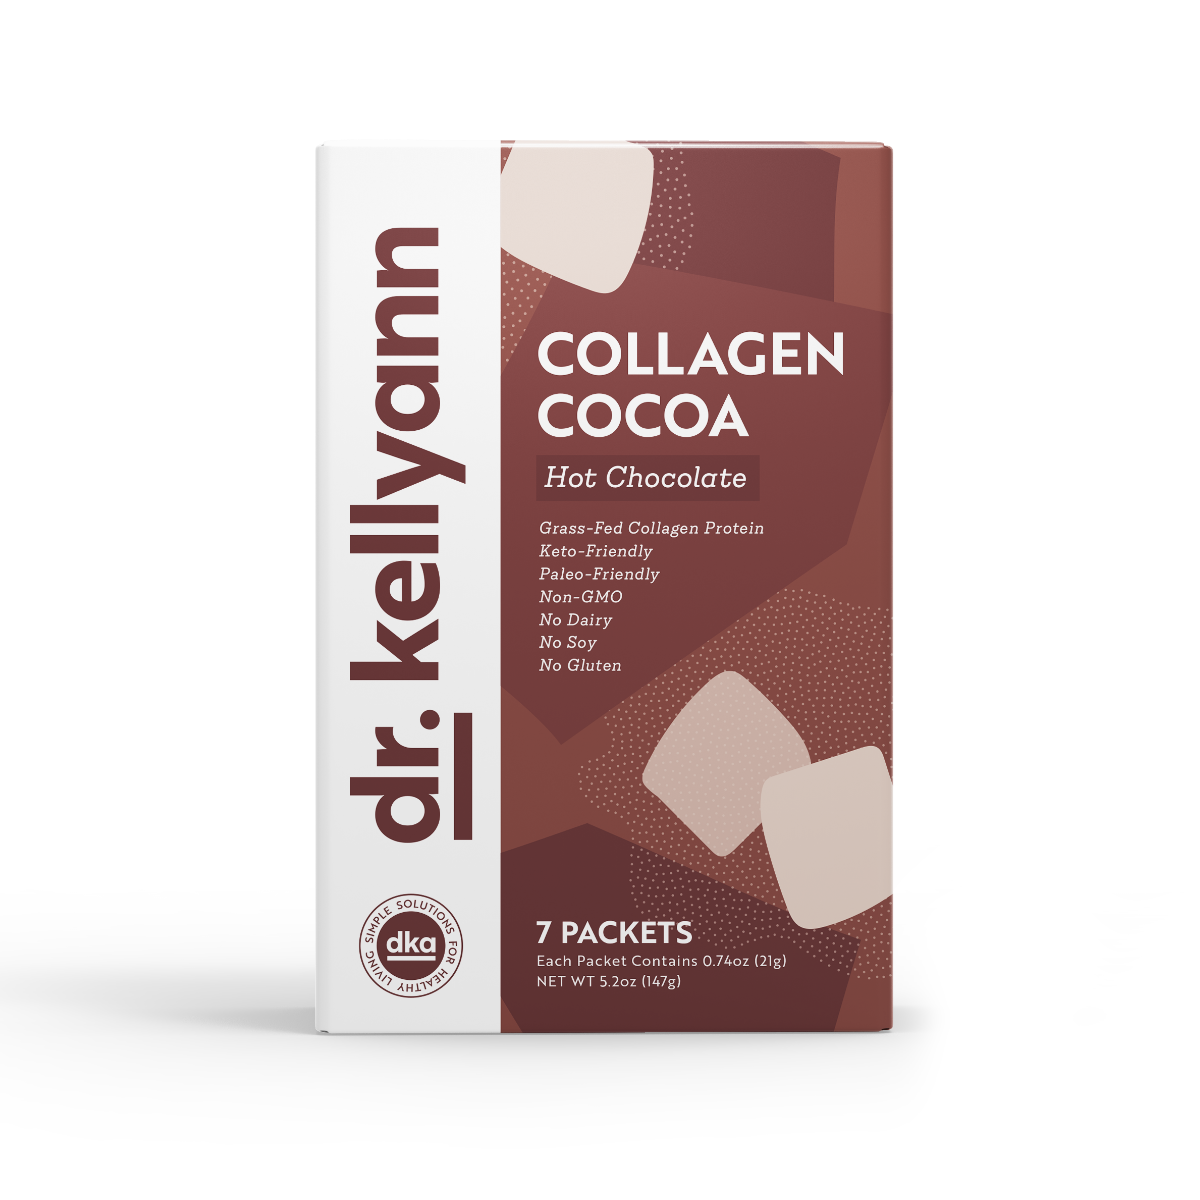 dr. kellyann
SIMPLE SOLUTIONS FOR HEALTHY LIVING
dka
COLLAGEN
COCOA
Hot Chocolate
Grass-Fed Collagen Protein
Keto-Friendly
Paleo-Friendly
Non-GMO
No Dairy
No Soy
No Gluten
7 PACKETS
Each Packet Contains 0.74oz (21g)
NET WT 5.2oz (147g)